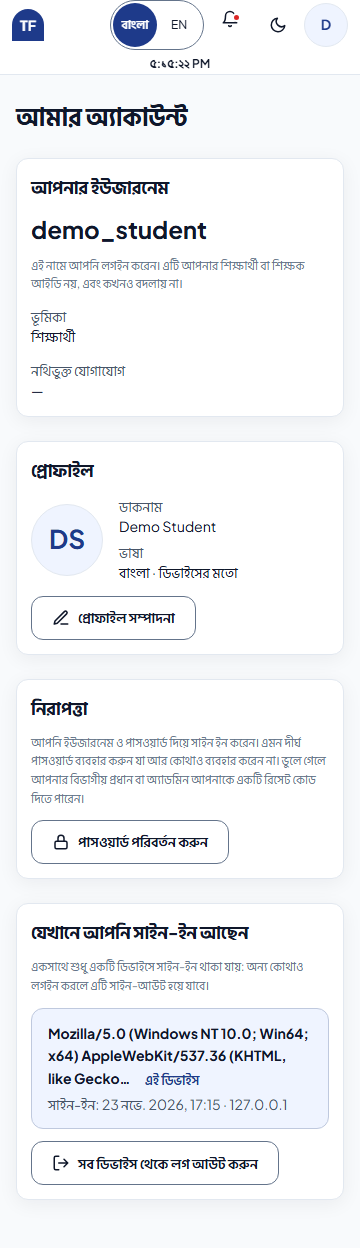 TF
বাংলা
EN
D
৫:১৫:২২ PM
আমার অ্যাকাউন্ট
আপনার ইউজারনেম
demo_student
এই নামে আপনি লগইন করেন। এটি আপনার শিক্ষার্থী বা শিক্ষক
আইডি নয়, এবং কখনও বদলায় না।
ভূমিকা
শিক্ষার্থী
নথিভুক্ত যোগাযোগ
—
প্রোফাইল
DS
ডাকনাম
Demo Student
ভাষা
বাংলা · ডিভাইসের মতো
প্রোফাইল সম্পাদনা
নিরাপত্তা
আপনি ইউজারনেম ও পাসওয়ার্ড দিয়ে সাইন ইন করেন। এমন দীর্ঘ
পাসওয়ার্ড ব্যবহার করুন যা আর কোথাও ব্যবহার করেন না। ভুলে গেলে
আপনার বিভাগীয় প্রধান বা অ্যাডমিন আপনাকে একটি রিসেট কোড
দিতে পারেন।
পাসওয়ার্ড পরিবর্তন করুন
যেখানে আপনি সাইন-ইন আছেন
একসাথে শুধু একটি ডিভাইসে সাইন-ইন থাকা যায়: অন্য কোথাও
লগইন করলে এটি সাইন-আউট হয়ে যাবে।
Mozilla/5.0 (Windows NT 10.0; Win64;
x64) AppleWebKit/537.36 (KHTML,
like Gecko… এই ডিভাইস
সাইন-ইন: 23 নভে. 2026, 17:15 · 127.0.0.1
সব ডিভাইস থেকে লগ আউট করুন